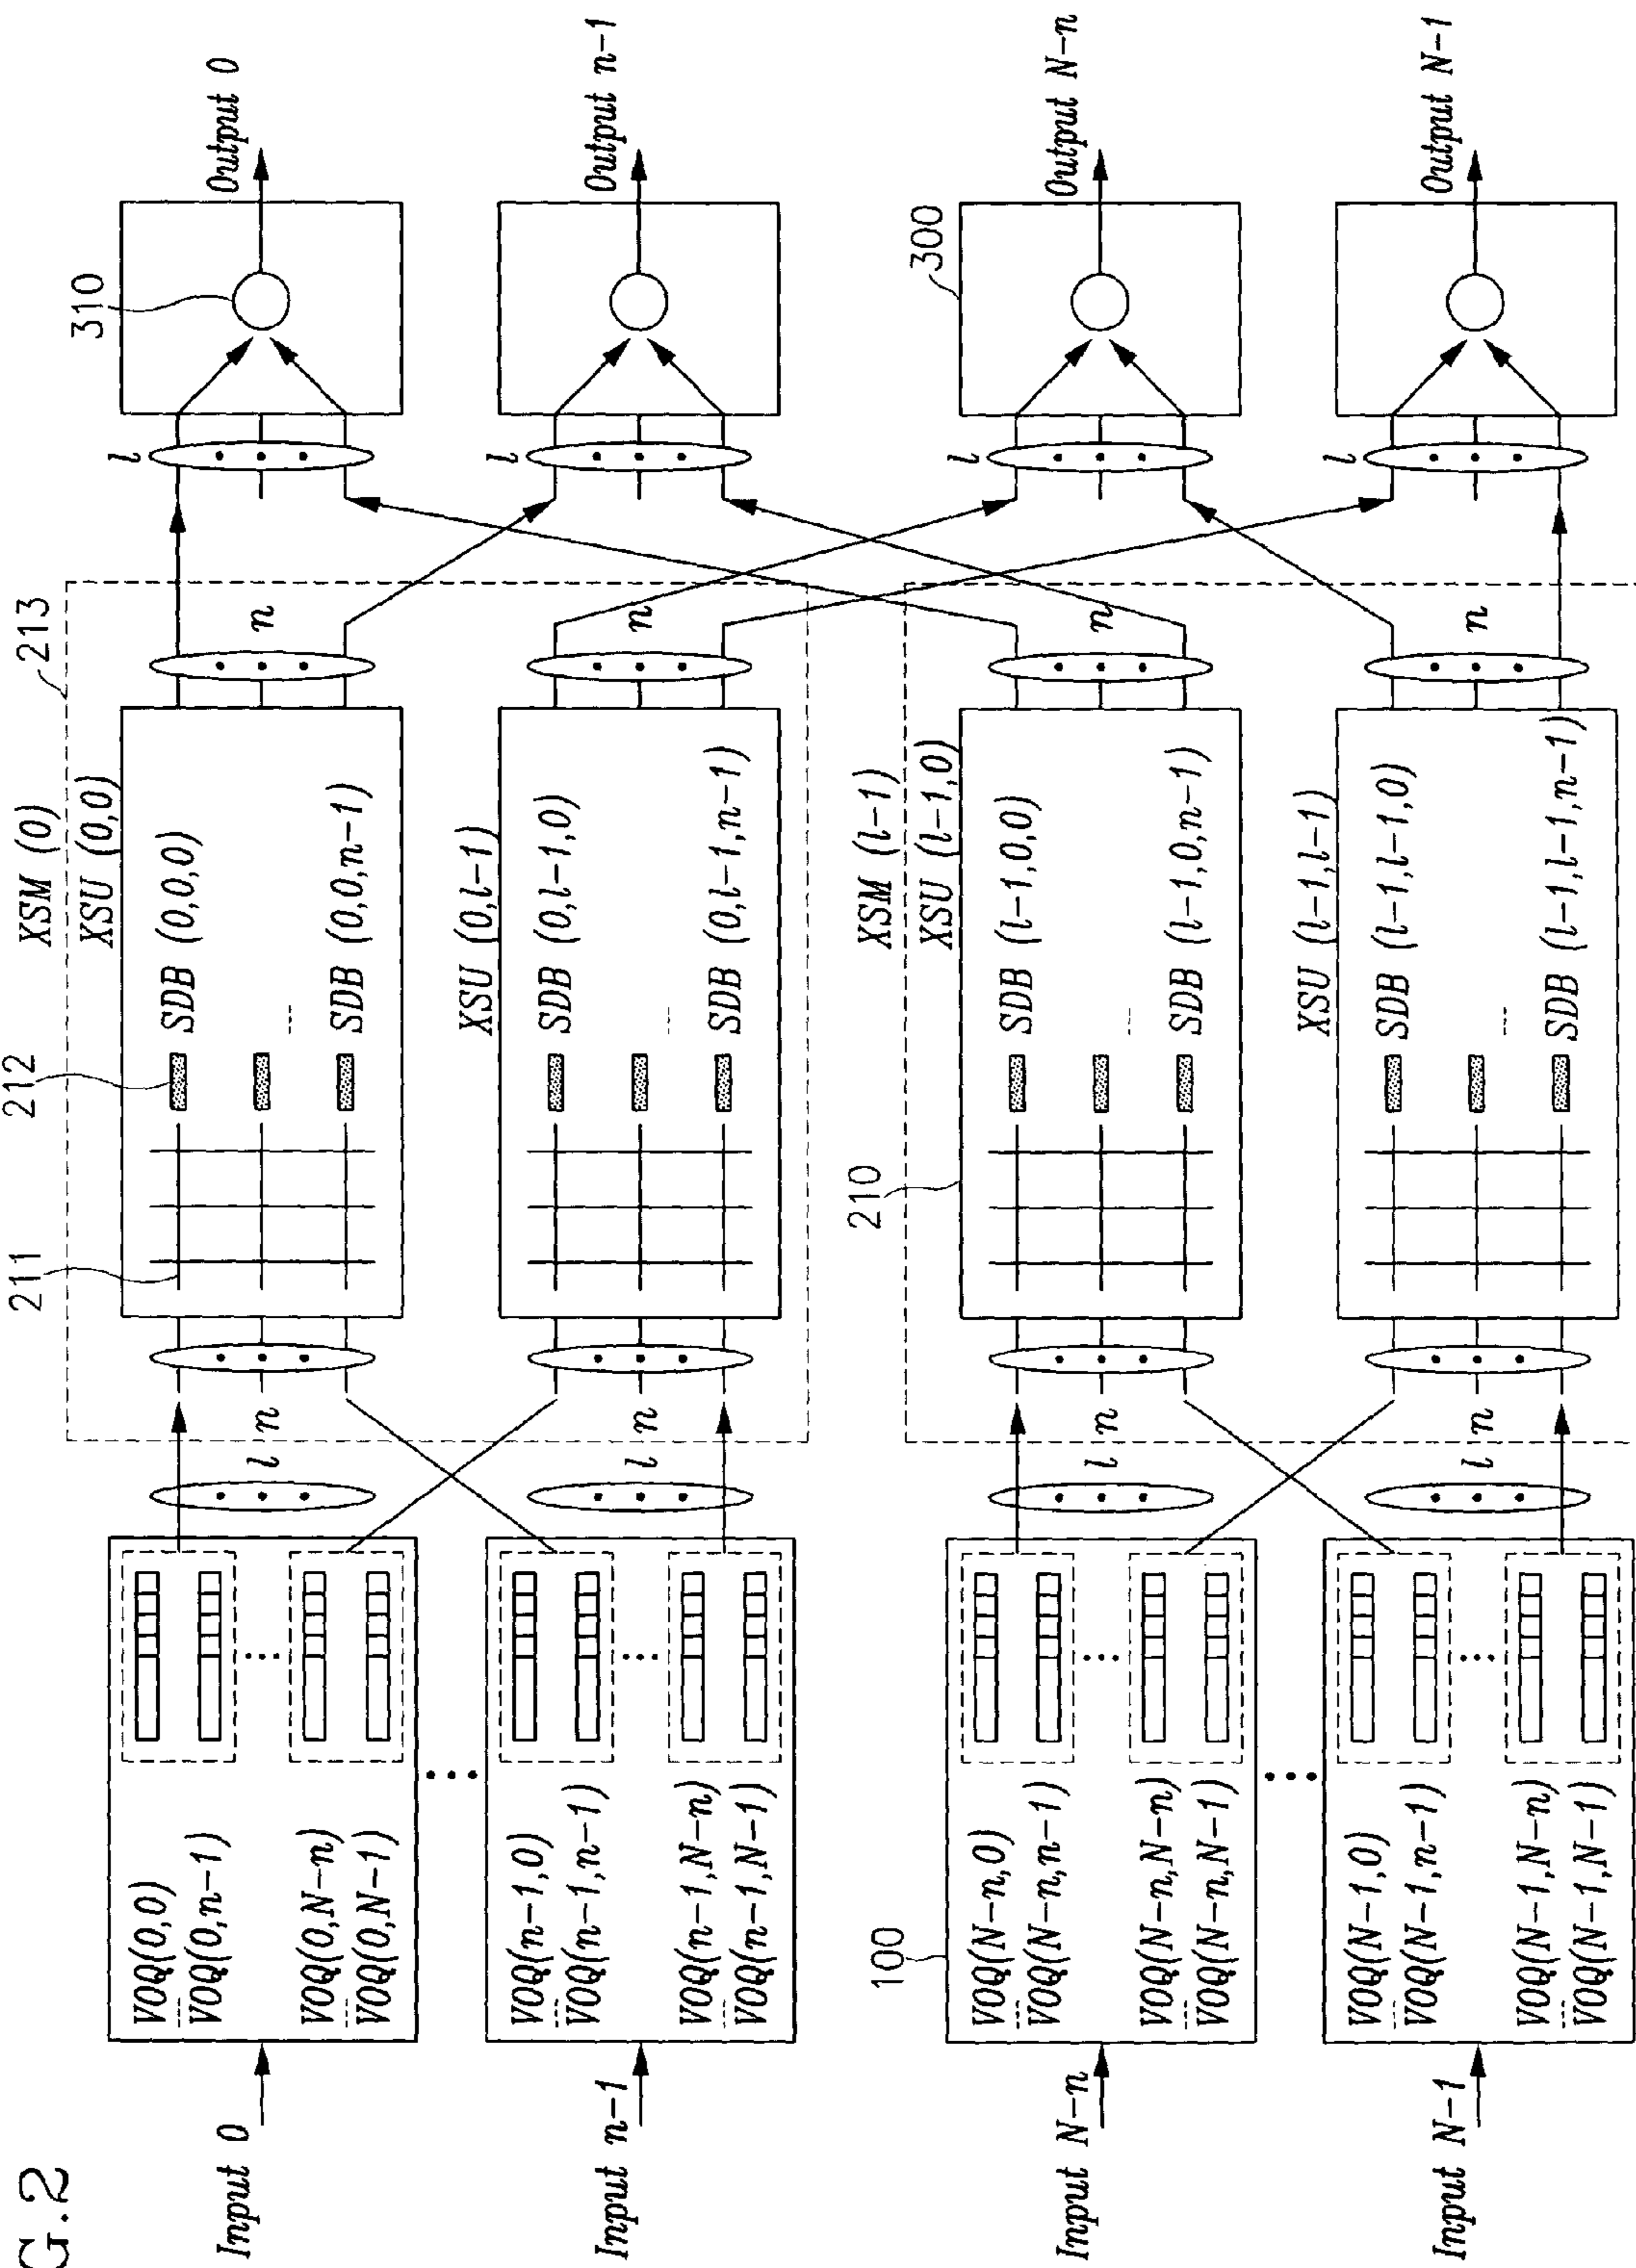 G.2
Input 0
VOQ(0,0)
VOQ(0,n-1)
VOQ(0,N-n)
VOQ(0,N-1)
l
n
211
212
213
XSM (0)
XSU (0,0)
SDB (0,0,0)
SDB (0,0,n-1)
n
l
310
Output 0
Input n-1
VOQ(n-1,0)
VOQ(n-1,n-1)
VOQ(n-1,N-n)
VOQ(n-1,N-1)
l
n
XSU (0,l-1)
SDB (0,l-1,0)
SDB (0,l-1,n-1)
n
l
Output n-1
Input N-n
100
VOQ(N-n,0)
VOQ(N-n,n-1)
VOQ(N-n,N-n)
VOQ(N-n,N-1)
l
n
210
XSM (l-1)
XSU (l-1,0)
SDB (l-1,0,0)
SDB (l-1,0,n-1)
n
l
300
Output N-n
Input N-1
VOQ(N-1,0)
VOQ(N-1,n-1)
VOQ(N-1,N-n)
VOQ(N-1,N-1)
l
n
XSU (l-1,l-1)
SDB (l-1,l-1,0)
SDB (l-1,l-1,n-1)
n
l
Output N-1